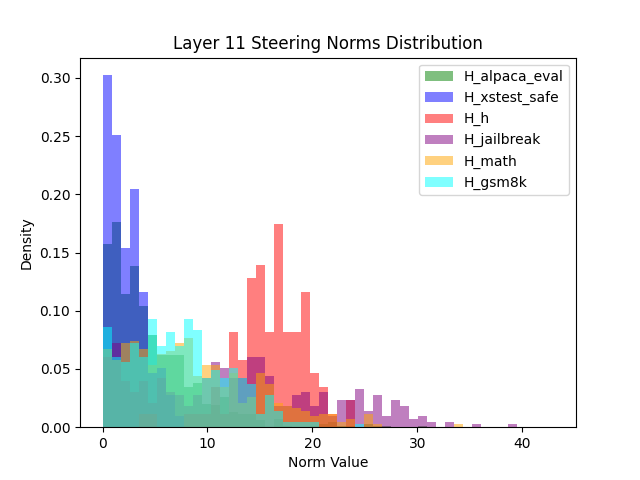 Layer 11 Steering Norms Distribution
H_alpaca_eval
H_xstest_safe
H_h
H_jailbreak
H_math
H_gsm8k
Density
0.30
0.25
0.20
0.15
0.10
0.05
0.00
0 10 20 30 40
Norm Value